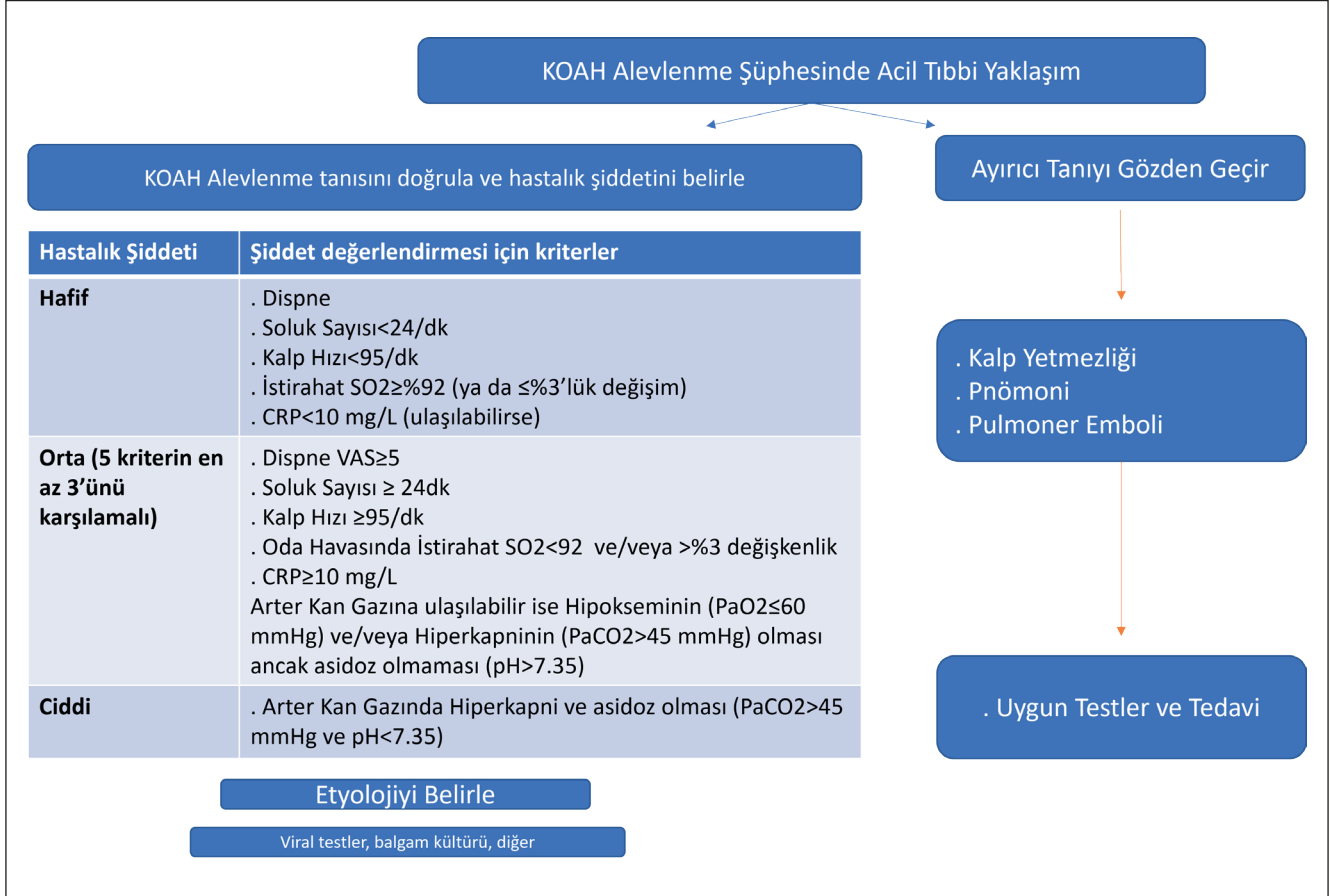 KOAH Alevlenme Şüphesinde Acil Tıbbi Yaklaşım
KOAH Alevlenme tanısını doğrula ve hastalık şiddetini belirle
Hastalık Şiddeti
Şiddet değerlendirmesi için kriterler
Hafif
. Dispne
. Soluk Sayısı<24/dk
. Kalp Hızı<95/dk
. İstirahat SO2≥%92 (ya da ≤%3’lük değişim)
. CRP<10 mg/L (ulaşılabilirse)
Orta (5 kriterin en
az 3’ünü
karşılamalı)
. Dispne VAS≥5
. Soluk Sayısı ≥ 24dk
. Kalp Hızı ≥95/dk
. Oda Havasında İstirahat SO2<92 ve/veya >%3 değişkenlik
. CRP≥10 mg/L
Arter Kan Gazına ulaşılabilir ise Hipokseminin (PaO2≤60
mmHg) ve/veya Hiperkapninin (PaCO2>45 mmHg) olması
ancak asidoz olmaması (pH>7.35)
Ciddi
. Arter Kan Gazında Hiperkapni ve asidoz olması (PaCO2>45
mmHg ve pH<7.35)
Etyolojiyi Belirle
Viral testler, balgam kültürü, diğer
Ayırıcı Tanıyı Gözden Geçir
. Kalp Yetmezliği
. Pnömoni
. Pulmoner Emboli
. Uygun Testler ve Tedavi